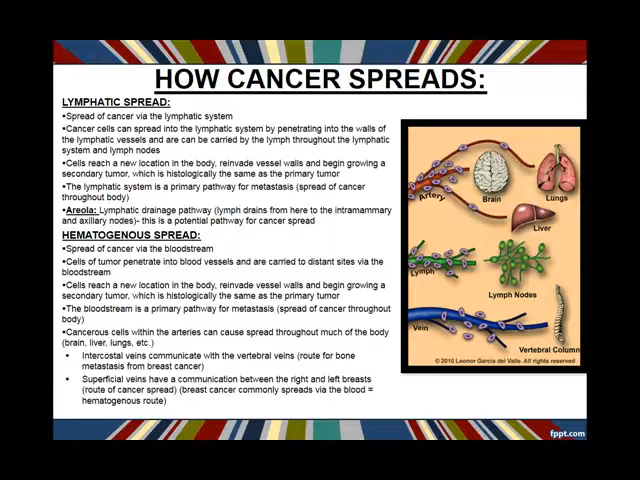 HOW CANCER SPREADS:
LYMPHATIC SPREAD:
▪Spread of cancer via the lymphatic system
▪Cancer cells can spread into the lymphatic system by penetrating into the walls of
the lymphatic vessels and are can be carried by the lymph throughout the lymphatic
system and lymph nodes
▪Cells reach a new location in the body, reinvade vessel walls and begin growing a
secondary tumor, which is histologically the same as the primary tumor
▪The lymphatic system is a primary pathway for metastasis (spread of cancer
throughout body)
▪Areola: Lymphatic drainage pathway (lymph drains from here to the intramammary
and axillary nodes)- this is a potential pathway for cancer spread
HEMATOGENOUS SPREAD:
▪Spread of cancer via the bloodstream
▪Cells of tumor penetrate into blood vessels and are carried to distant sites via the
bloodstream
▪Cells reach a new location in the body, reinvade vessel walls and begin growing a
secondary tumor, which is histologically the same as the primary tumor
▪The bloodstream is a primary pathway for metastasis (spread of cancer throughout
body)
▪Cancerous cells within the arteries can cause spread throughout much of the body
(brain, liver, lungs, etc.)
▪ Intercostal veins communicate with the vertebral veins (route for bone
metastasis from breast cancer)
▪ Superficial veins have a communication between the right and left breasts
(route of cancer spread) (breast cancer commonly spreads via the blood =
hematogenous route)
Artery
Brain
Lungs
Liver
Lymph
Lymph Nodes
Vein
Vertebral Column
© 2010 Leonor Garcia del Valle. All rights reserved
fppt.com